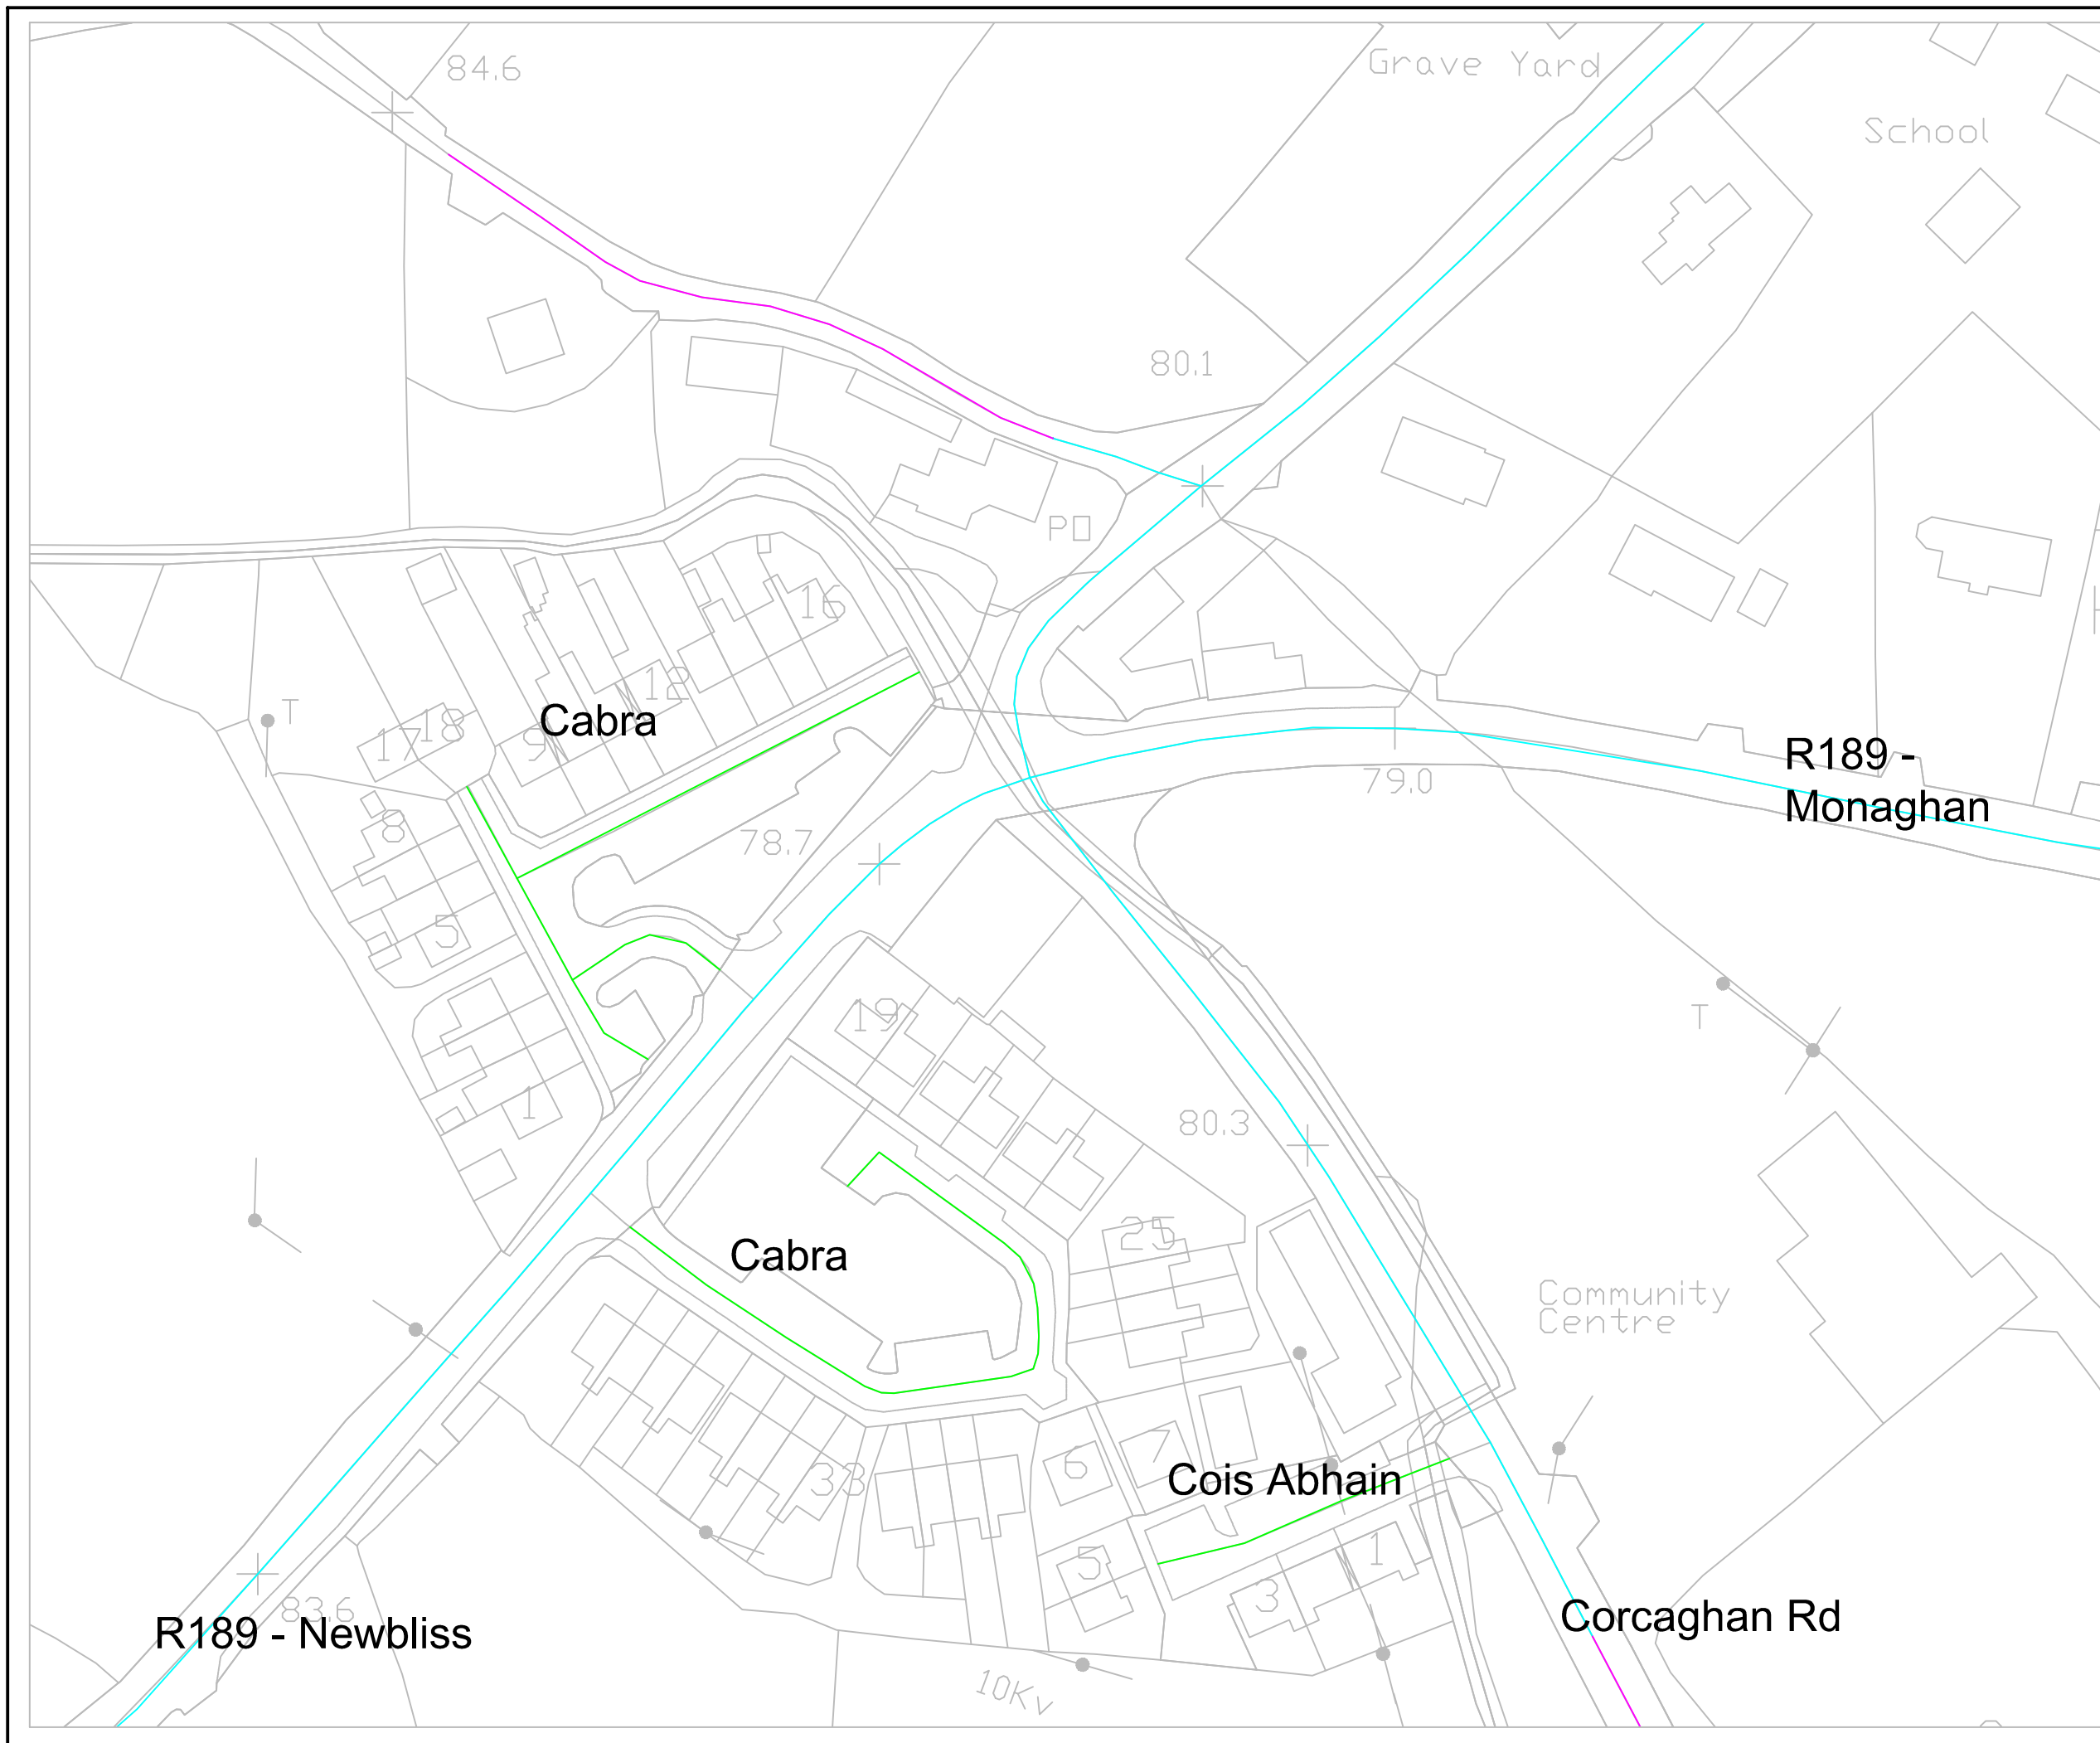 84.6
Grave Yard
School
80.1
PO
16
12
T
Cabra
18
17
9
R189 -
Monaghan
79.0
8
78.7
5
T
19
1
80.3
25
Cabra
Community
Centre
7
6
Cois Abhain
33
5
1
3
83.6
R189 - Newbliss
Corcaghan Rd
10kv